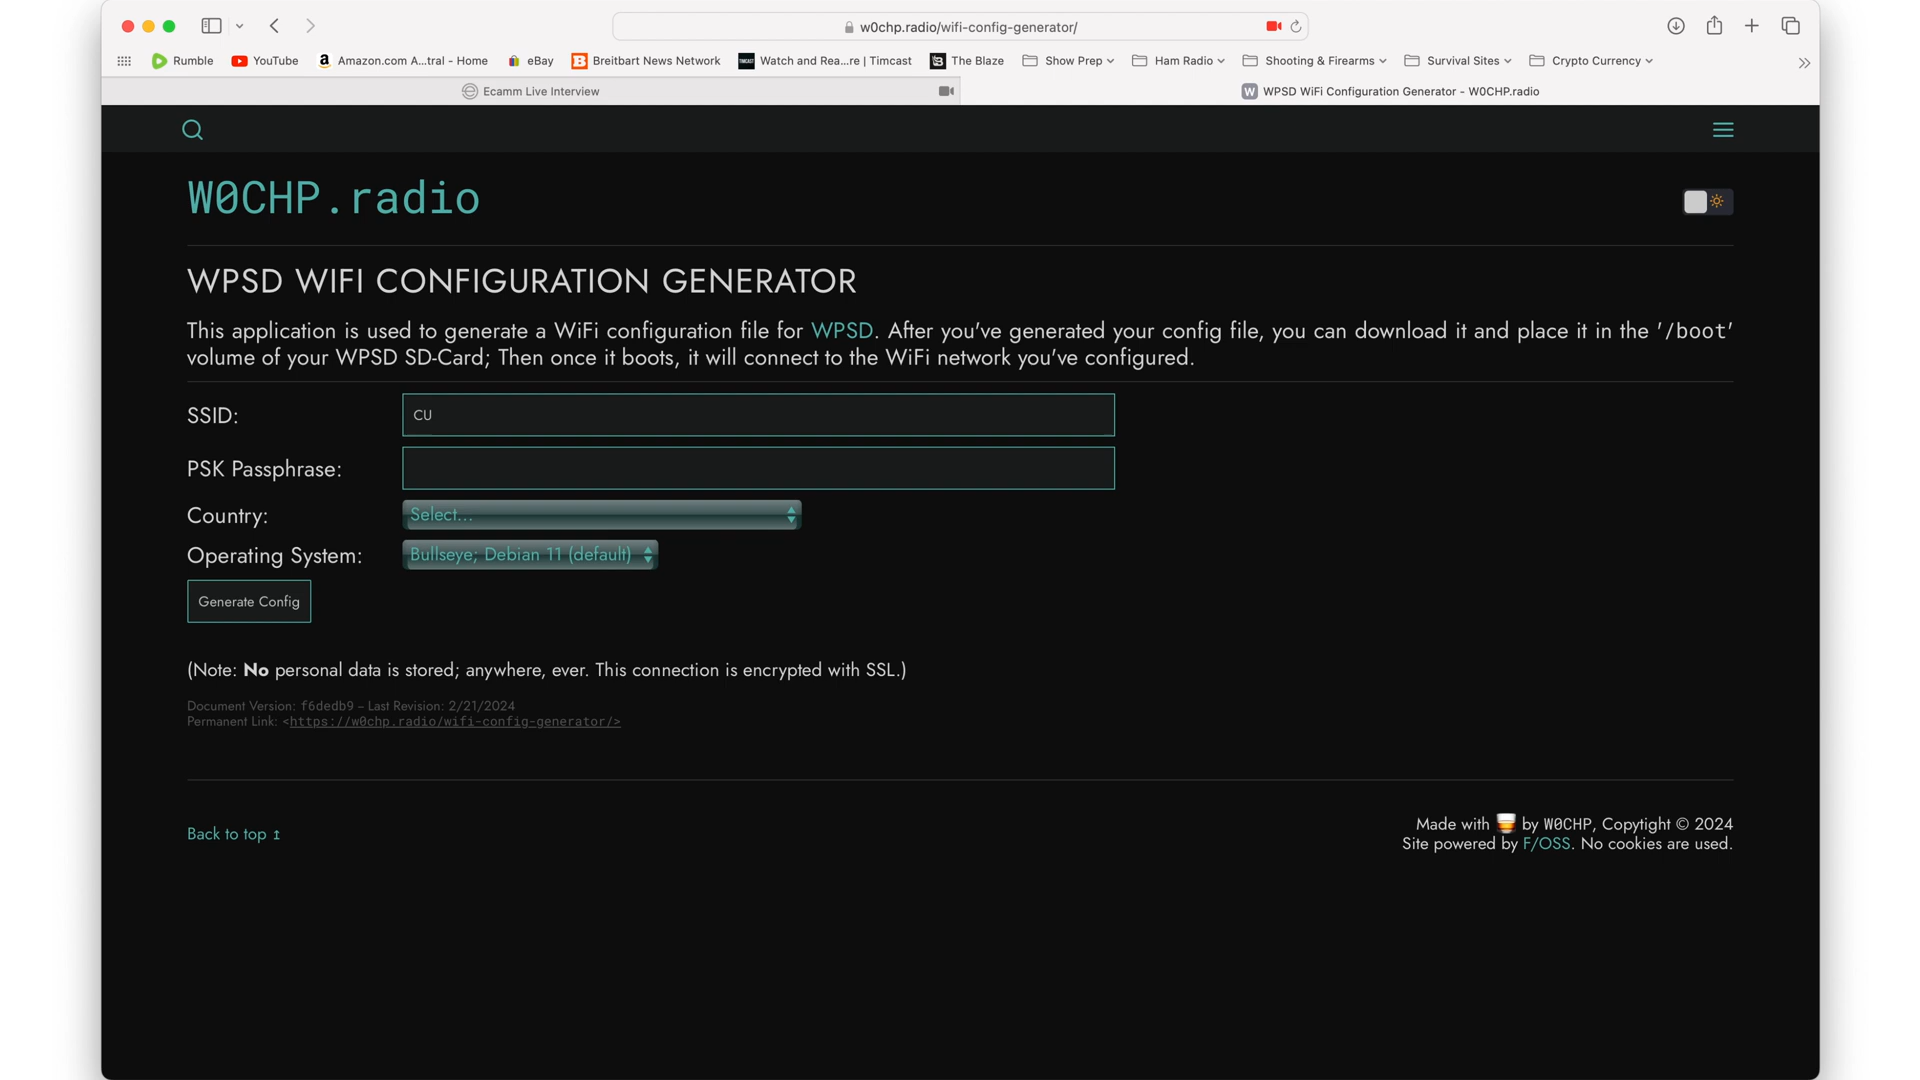 w0chp.radio/wifi-config-generator/
Rumble YouTube Amazon.com A...tral - Home eBay Breitbart News Network Watch and Rea...re | Timcast The Blaze Show Prep Ham Radio Shooting & Firearms Survival Sites Crypto Currency
Ecamm Live Interview
WPSD WiFi Configuration Generator - W0CHP.radio
W0CHP.radio
WPSD WIFI CONFIGURATION GENERATOR
This application is used to generate a WiFi configuration file for WPSD. After you've generated your config file, you can download it and place it in the '/boot'
volume of your WPSD SD-Card; Then once it boots, it will connect to the WiFi network you've configured.
SSID: CU
PSK Passphrase:
Country: Select...
Operating System: Bullseye; Debian 11 (default)
Generate Config
(Note: No personal data is stored; anywhere, ever. This connection is encrypted with SSL.)
Document Version: f6dedb9 – Last Revision: 2/21/2024
Permanent Link: <https://w0chp.radio/wifi-config-generator/>
Back to top ↥
Made with 🥃 by W0CHP, Copytight © 2024
Site powered by F/OSS. No cookies are used.